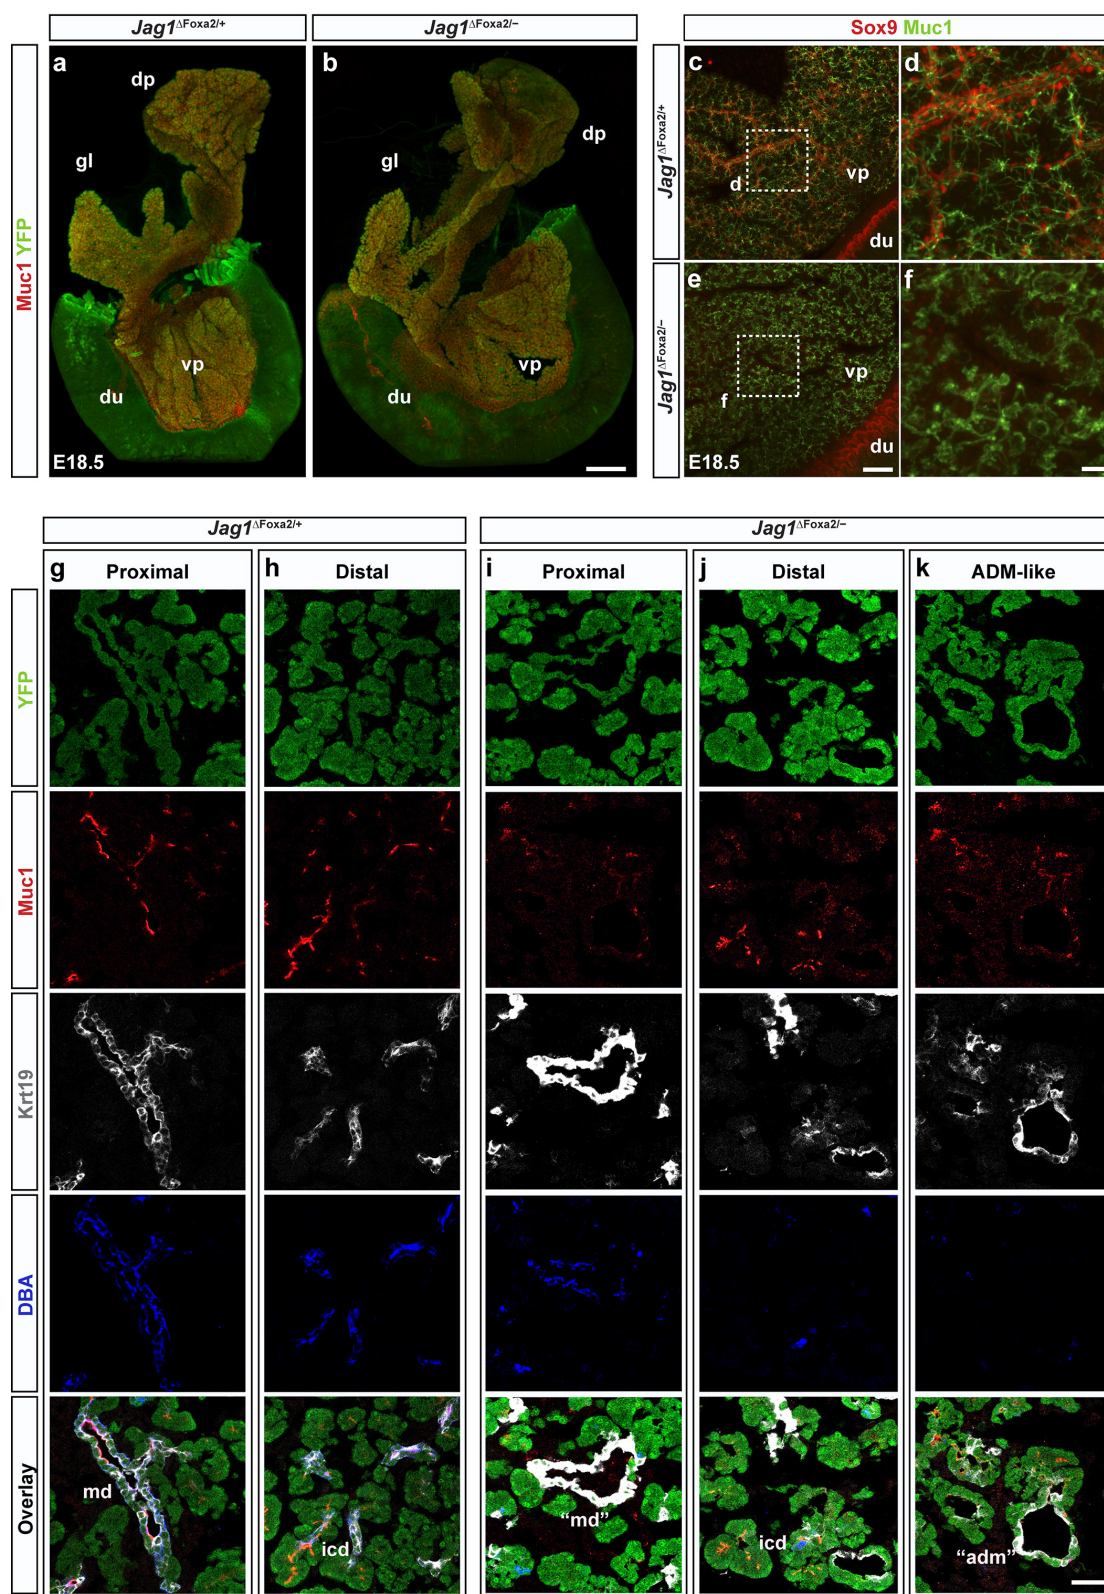 Jag1ΔFoxa2/+
Jag1ΔFoxa2/−
Sox9 Muc1
Muc1 YFP
a
dp
gl
vp
du
E18.5
b
dp
gl
vp
du
Jag1ΔFoxa2/+
c
d
vp
du
d
Jag1ΔFoxa2/−
e
f
vp
du
E18.5
f
Jag1ΔFoxa2/+
Jag1ΔFoxa2/−
g Proximal
h Distal
i Proximal
j Distal
k ADM-like
YFP
Muc1
Krt19
DBA
Overlay
md
icd
“md”
icd
“adm”